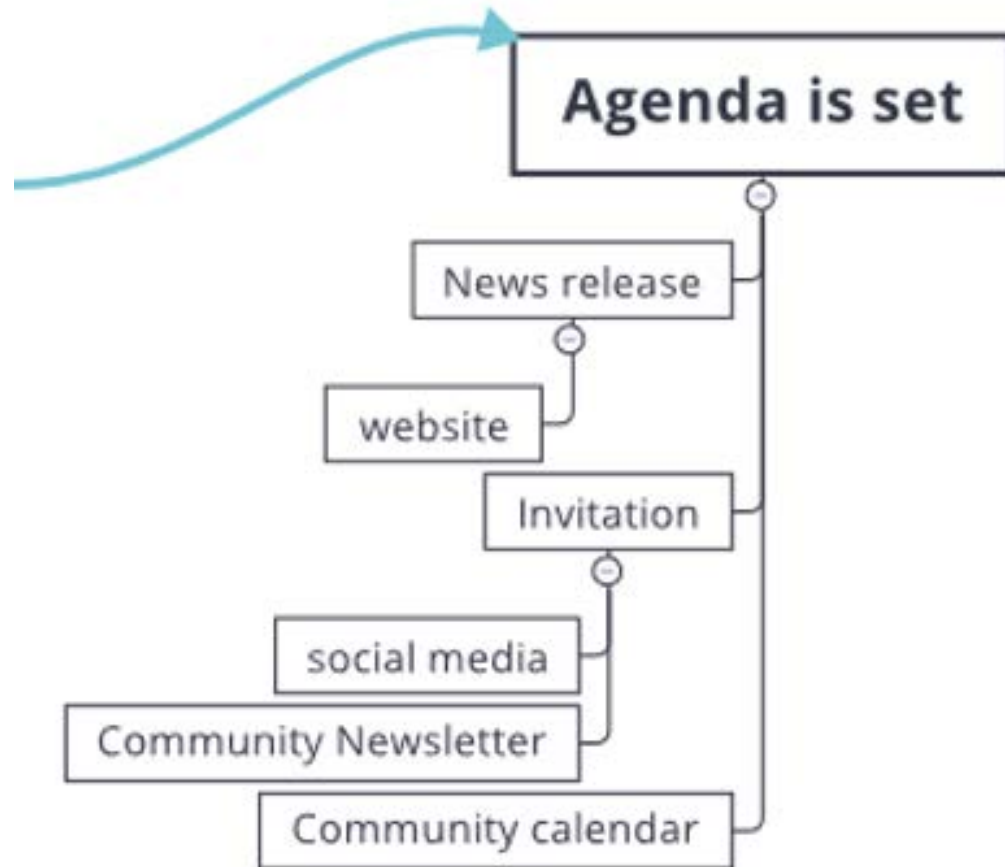 Agenda is set
News release
website
Invitation
social media
Community Newsletter
Community calendar